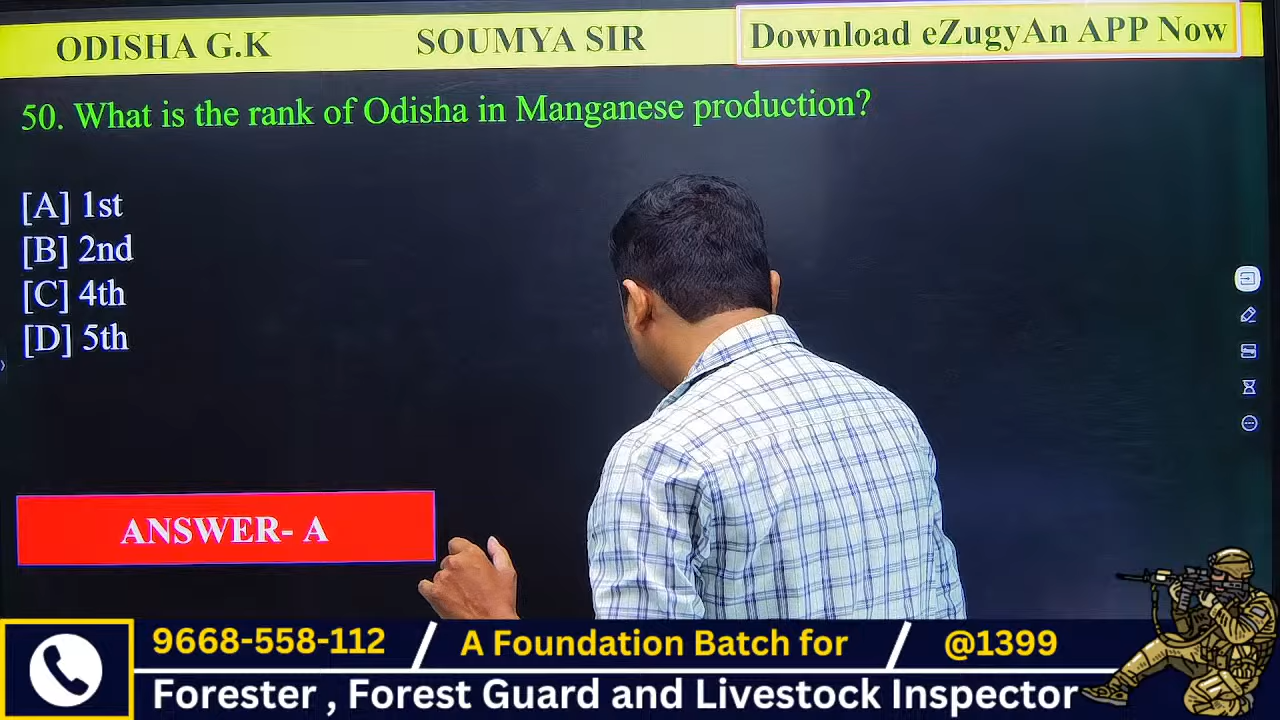 ODISHA G.K SOUMYA SIR Download eZugyAn APP Now
50. What is the rank of Odisha in Manganese production?
[A] 1st
[B] 2nd
[C] 4th
[D] 5th
ANSWER- A
9668-558-112 / A Foundation Batch for / @1399
Forester , Forest Guard and Livestock Inspector